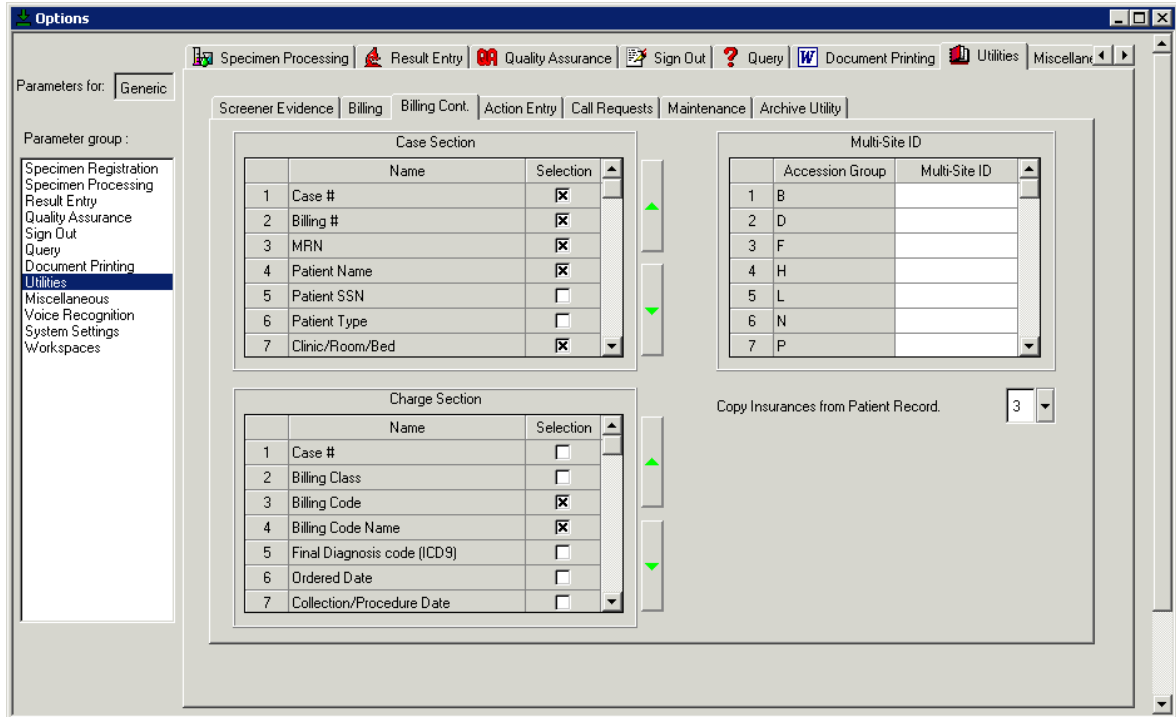 Options
Specimen Processing Result Entry QA Quality Assurance Sign Out ? Query W Document Printing Utilities Miscellane
Parameters for: Generic
Screener Evidence Billing Billing Cont. Action Entry Call Requests Maintenance Archive Utility
Parameter group :
Specimen Registration
Specimen Processing
Result Entry
Quality Assurance
Sign Out
Query
Document Printing
Utilities
Miscellaneous
Voice Recognition
System Settings
Workspaces
Case Section
Name Selection
1 Case #
2 Billing #
3 MRN
4 Patient Name
5 Patient SSN
6 Patient Type
7 Clinic/Room/Bed
Multi-Site ID
Accession Group Multi-Site ID
1 B
2 D
3 F
4 H
5 L
6 N
7 P
Charge Section
Name Selection
1 Case #
2 Billing Class
3 Billing Code
4 Billing Code Name
5 Final Diagnosis code (ICD9)
6 Ordered Date
7 Collection/Procedure Date
Copy Insurances from Patient Record. 3